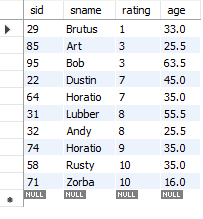 sid sname rating age
29 Brutus 1 33.0
85 Art 3 25.5
95 Bob 3 63.5
22 Dustin 7 45.0
64 Horatio 7 35.0
31 Lubber 8 55.5
32 Andy 8 25.5
74 Horatio 9 35.0
58 Rusty 10 35.0
71 Zorba 10 16.0
NULL NULL NULL NULL